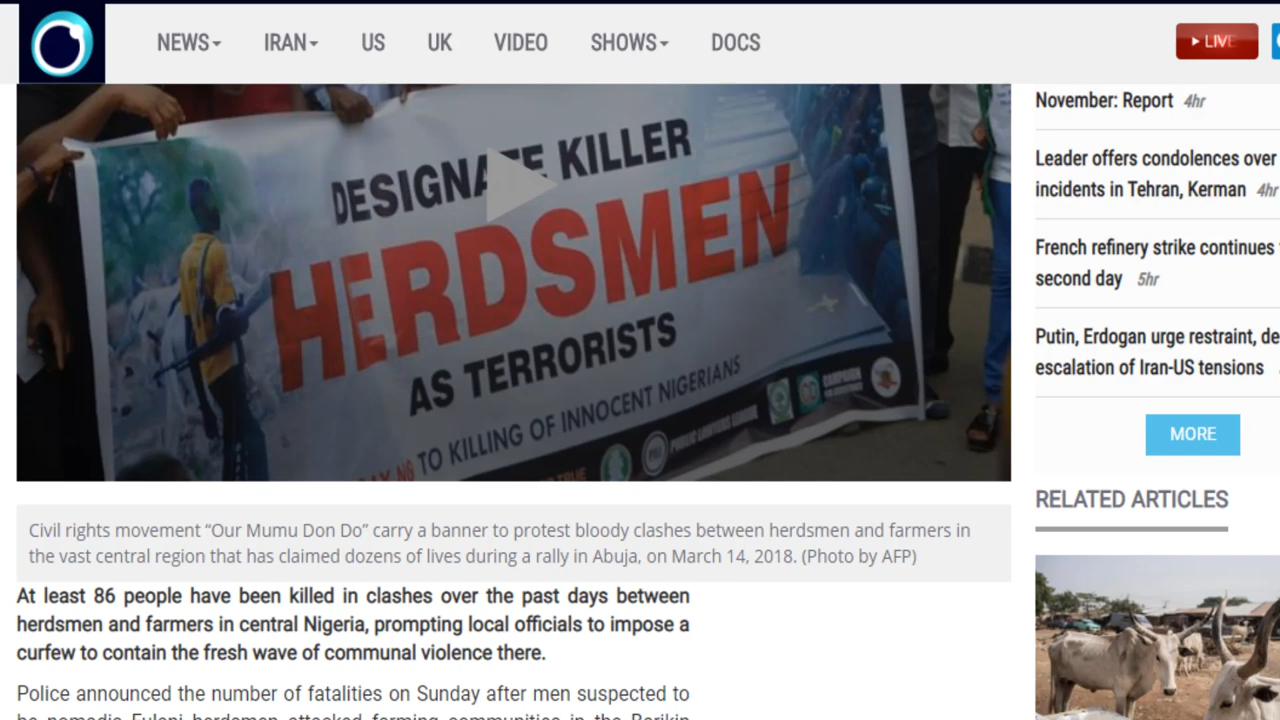 NEWS
IRAN
US
UK
VIDEO
SHOWS
DOCS
LIVE
DESIGNATE KILLER
HERDSMEN
AS TERRORISTS
TO KILLING OF INNOCENT NIGERIANS
Civil rights movement “Our Mumu Don Do” carry a banner to protest bloody clashes between herdsmen and farmers in
the vast central region that has claimed dozens of lives during a rally in Abuja, on March 14, 2018. (Photo by AFP)
At least 86 people have been killed in clashes over the past days between
herdsmen and farmers in central Nigeria, prompting local officials to impose a
curfew to contain the fresh wave of communal violence there.
Police announced the number of fatalities on Sunday after men suspected to
November: Report 4hr
Leader offers condolences over
incidents in Tehran, Kerman 4hr
French refinery strike continues
second day 5hr
Putin, Erdogan urge restraint, de
escalation of Iran-US tensions
MORE
RELATED ARTICLES